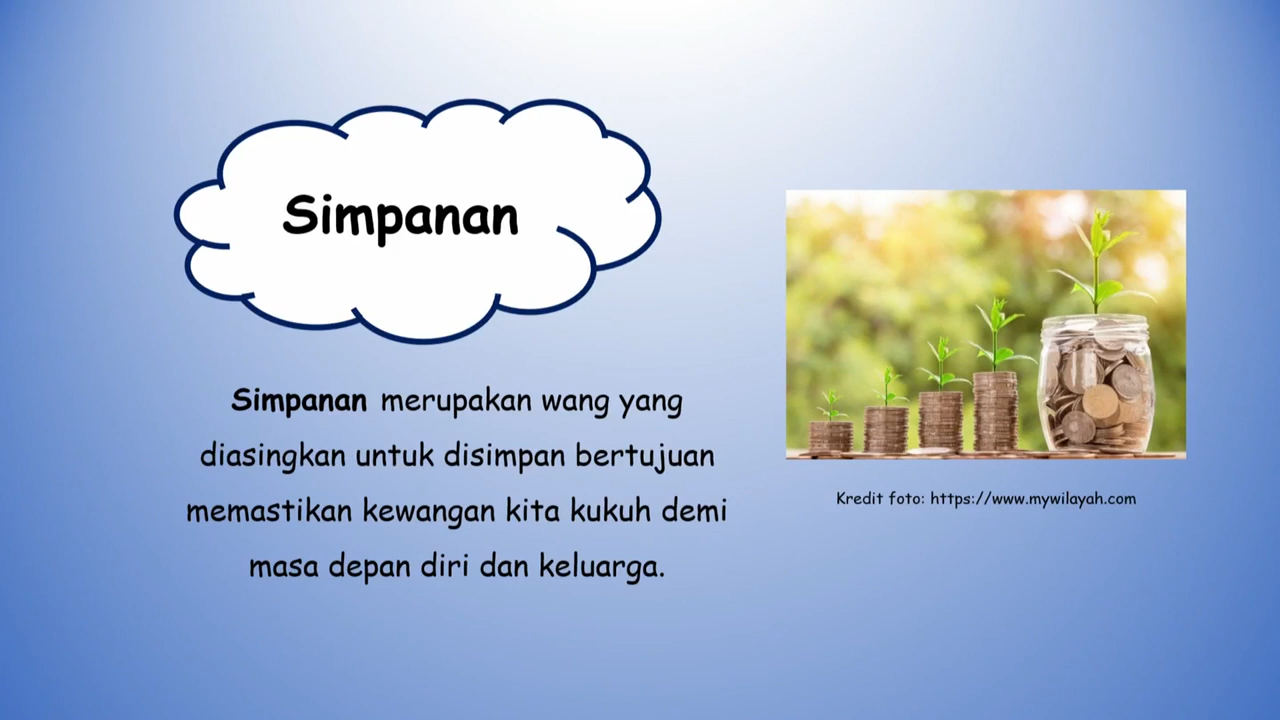 Simpanan
Simpanan merupakan wang yang
diasingkan untuk disimpan bertujuan
memastikan kewangan kita kukuh demi
masa depan diri dan keluarga.
Kredit foto: https://www.mywilayah.com